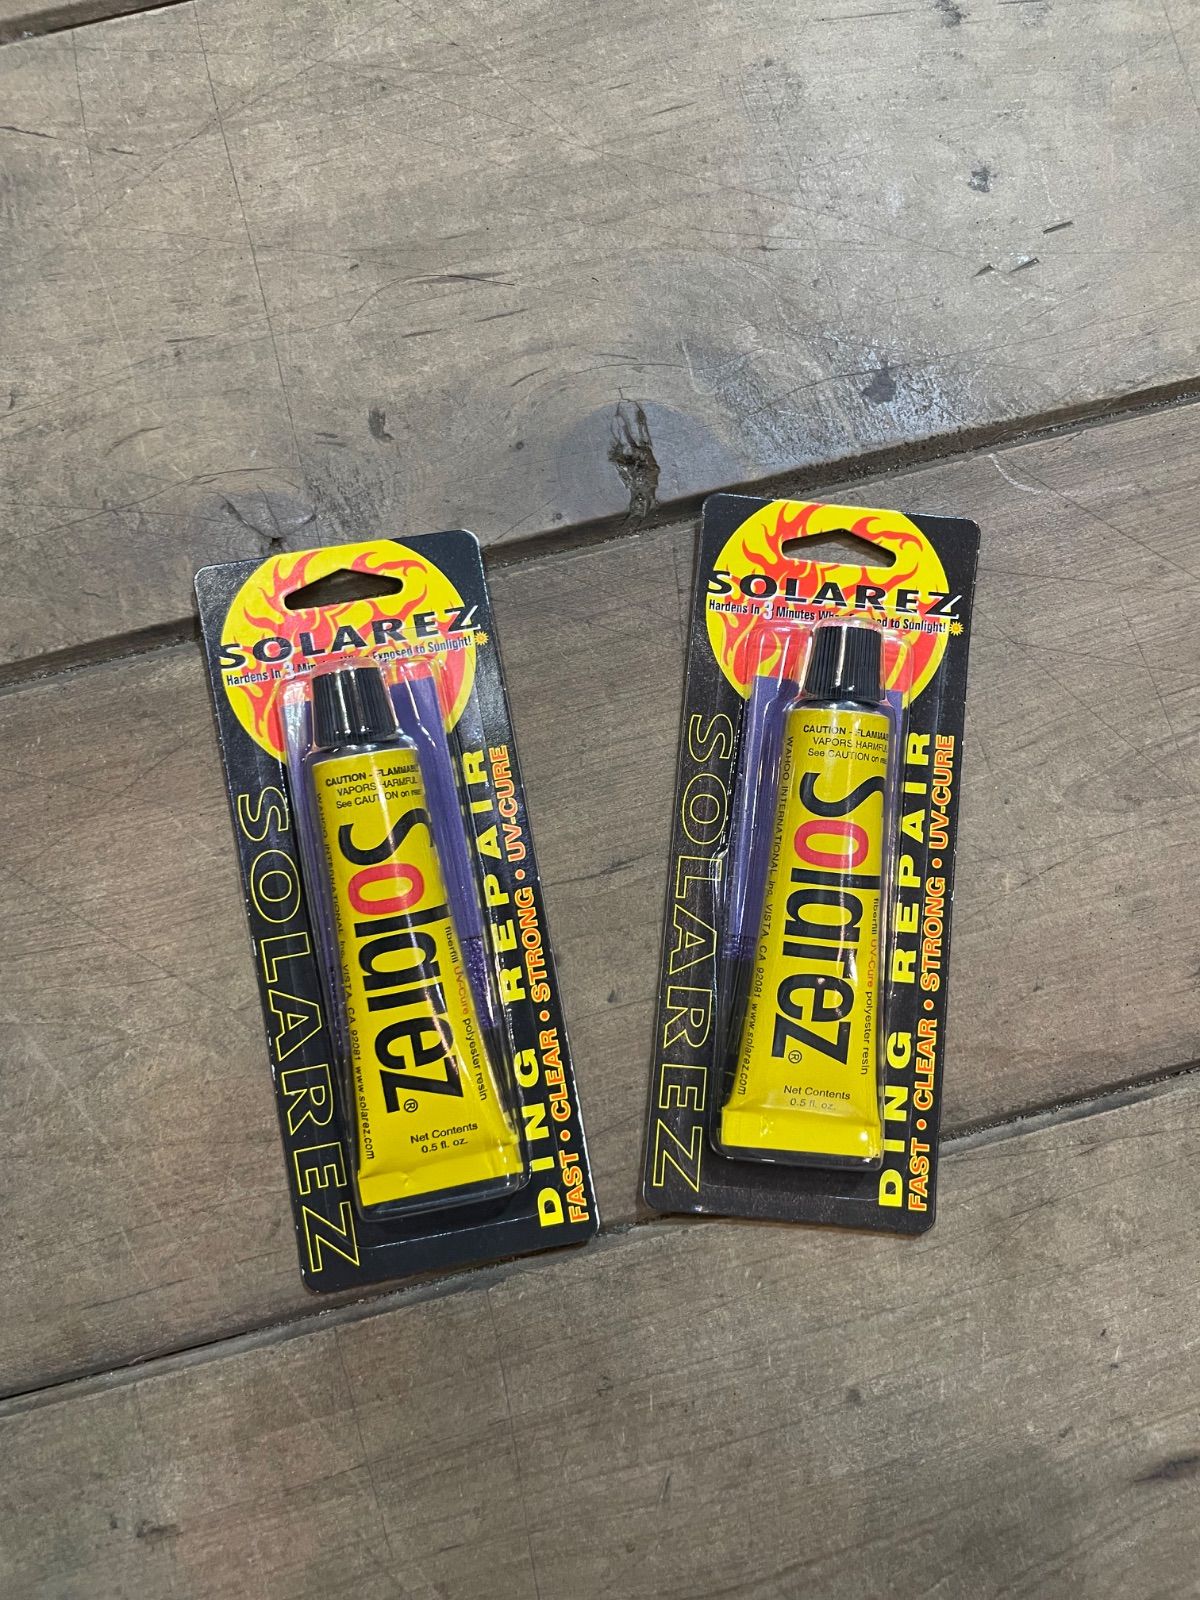 SOLAREZ
Hardens In 3 Minutes When Exposed to Sunlight!
SOLAREZ
CAUTION - FLAMMABLE
VAPORS HARMFUL
See CAUTION on
WAHOO INTERNATIONAL Inc. VISTA, CA 92081 www.solarez.com
Solarez®
fiberfill UV-Cure polyester resin
Net Contents
0.5 fl. oz.
DING REPAIR
FAST • CLEAR • STRONG • UV-CURE
SOLAREZ
Hardens In 3 Minutes to Sunlight!
SOLAREZ
CAUTION - FLAMMABLE
VAPORS HARMFUL
See CAUTION on
WAHOO INTERNATIONAL Inc. VISTA, CA 92081 www.solarez.com
Solarez®
fiberfill UV-Cure polyester resin
Net Contents
0.5 fl. oz.
DING REPAIR
FAST • CLEAR • STRONG • UV-CURE